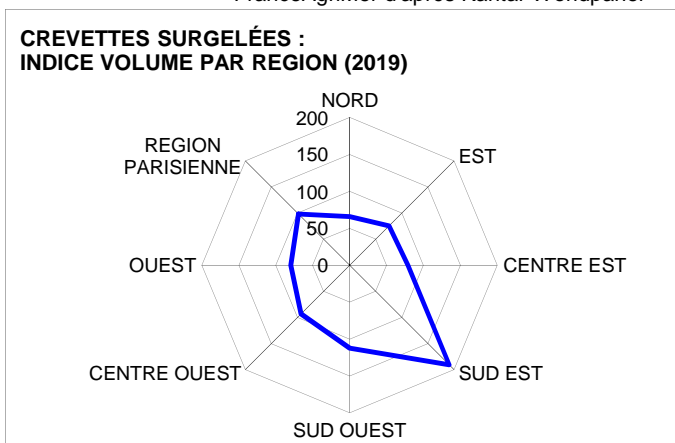 CREVETTES SURGELÉES :
INDICE VOLUME PAR REGION (2019)
NORD
200
REGION
PARISIENNE
150
EST
100
50
OUEST
0
CENTRE EST
CENTRE OUEST
SUD EST
SUD OUEST